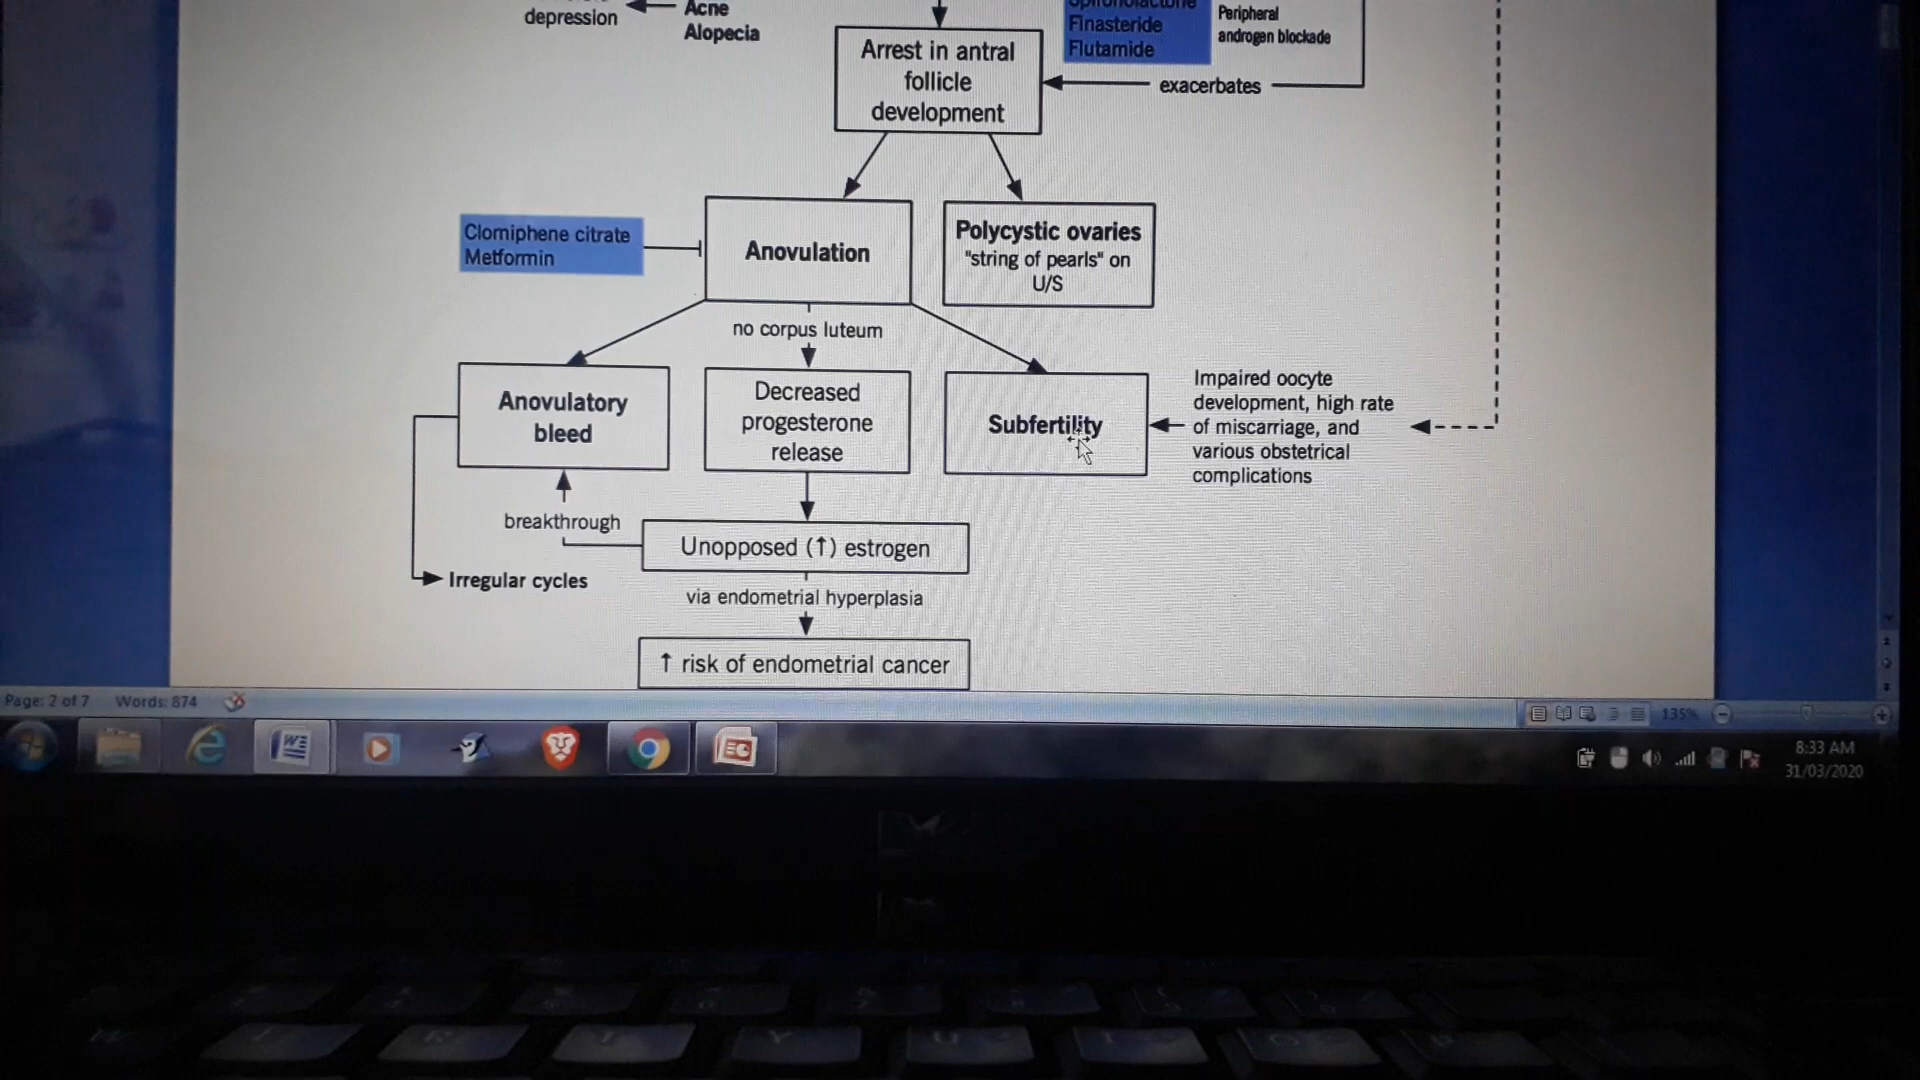 depression
Acne
Alopecia
Spironolactone
Finasteride
Flutamide
Peripheral
androgen blockade
Arrest in antral
follicle
development
exacerbates
Clomiphene citrate
Metformin
Anovulation
Polycystic ovaries
"string of pearls" on
U/S
no corpus luteum
Anovulatory
bleed
Decreased
progesterone
release
Subfertility
Impaired oocyte
development, high rate
of miscarriage, and
various obstetrical
complications
breakthrough
Unopposed (↑) estrogen
Irregular cycles
via endometrial hyperplasia
↑ risk of endometrial cancer
Page: 2 of 7
Words: 874
135%
8:33 AM
31/03/2020